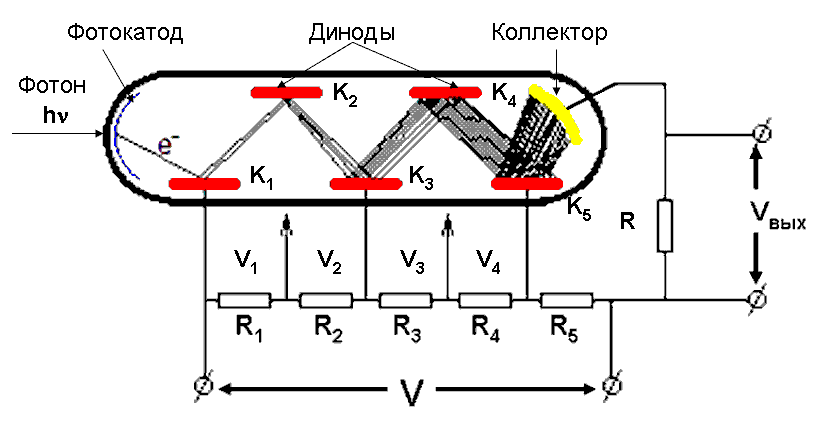 Фотокатод
Диноды
Коллектор
Фотон
hν
e⁻
K₁
K₂
K₃
K₄
K₅
V₁
V₂
V₃
V₄
R
Vвых
R₁
R₂
R₃
R₄
R₅
V